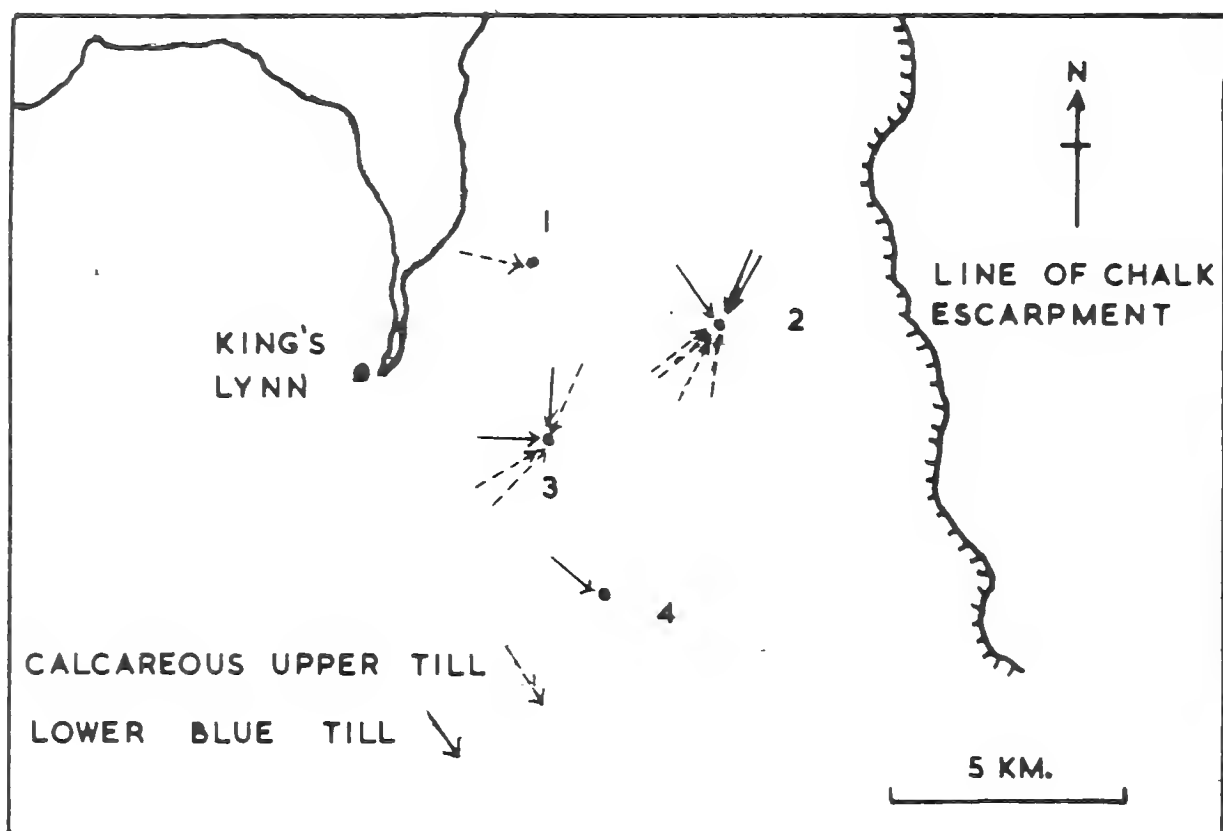 N
1
2
LINE OF CHALK
ESCARPMENT
KING'S
LYNN
3
4
CALCAREOUS UPPER TILL
LOWER BLUE TILL
5 KM.